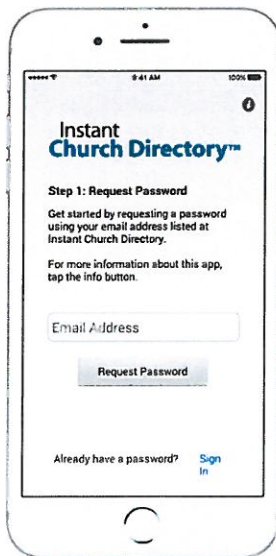 9:41 AM
100%
i
Instant
Church Directory™
Step 1: Request Password
Get started by requesting a password
using your email address listed at
Instant Church Directory.
For more information about this app,
tap the info button.
Email Address
Request Password
Already have a password? Sign
In